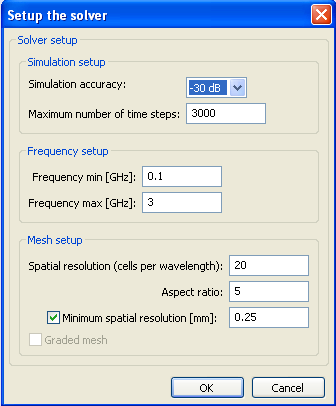 Setup the solver
Solver setup
Simulation setup
Simulation accuracy: -30 dB
Maximum number of time steps: 3000
Frequency setup
Frequency min [GHz]: 0.1
Frequency max [GHz]: 3
Mesh setup
Spatial resolution (cells per wavelength): 20
Aspect ratio: 5
Minimum spatial resolution [mm]: 0.25
Graded mesh
OK Cancel